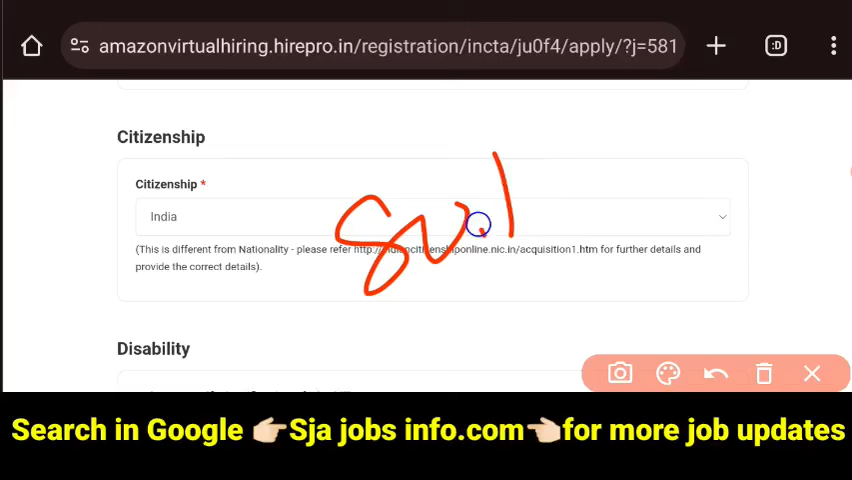 amazonvirtualhiring.hirepro.in/registration/incta/ju0f4/apply/?j=581
:D
Citizenship
Citizenship *
India
(This is different from Nationality - please refer http://indiancitizenshiponline.nic.in/acquisition1.htm for further details and
provide the correct details).
Disability
Search in Google 👉🏻Sja jobs info.com👈🏻for more job updates